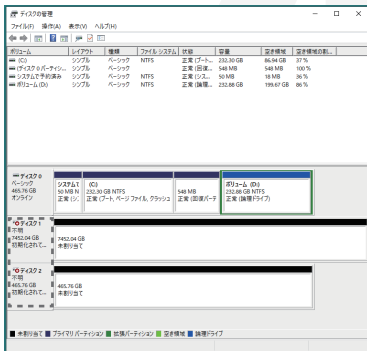 ディスクの管理
ファイル(F) 操作(A) 表示(V) ヘルプ(H)
ボリューム レイアウト 種類 ファイル システム 状態 容量 空き領域 空き領域の割...
(C:) シンプル ベーシック NTFS 正常 (ブート... 232.30 GB 86.94 GB 37 %
(ディスク 0 パーティシ... シンプル ベーシック 正常 (回復... 548 MB 548 MB 100 %
システムで予約済み シンプル ベーシック NTFS 正常 (シス... 50 MB 18 MB 36 %
ボリューム (D:) シンプル ベーシック NTFS 正常 (論理... 232.88 GB 199.67 GB 86 %
ディスク 0
ベーシック
465.76 GB
オンライン
システムで
50 MB N
正常 (シ
(C:)
232.30 GB NTFS
正常 (ブート, ページ ファイル, クラッシュ
548 MB
正常 (回復パーテ
ボリューム (D:)
232.88 GB NTFS
正常 (論理ドライブ)
ディスク 1
不明
7452.04 GB
初期化されて...
7452.04 GB
未割り当て
ディスク 2
不明
465.76 GB
初期化されて...
465.76 GB
未割り当て
未割り当て プライマリ パーティション 拡張パーティション 空き領域 論理ドライブ